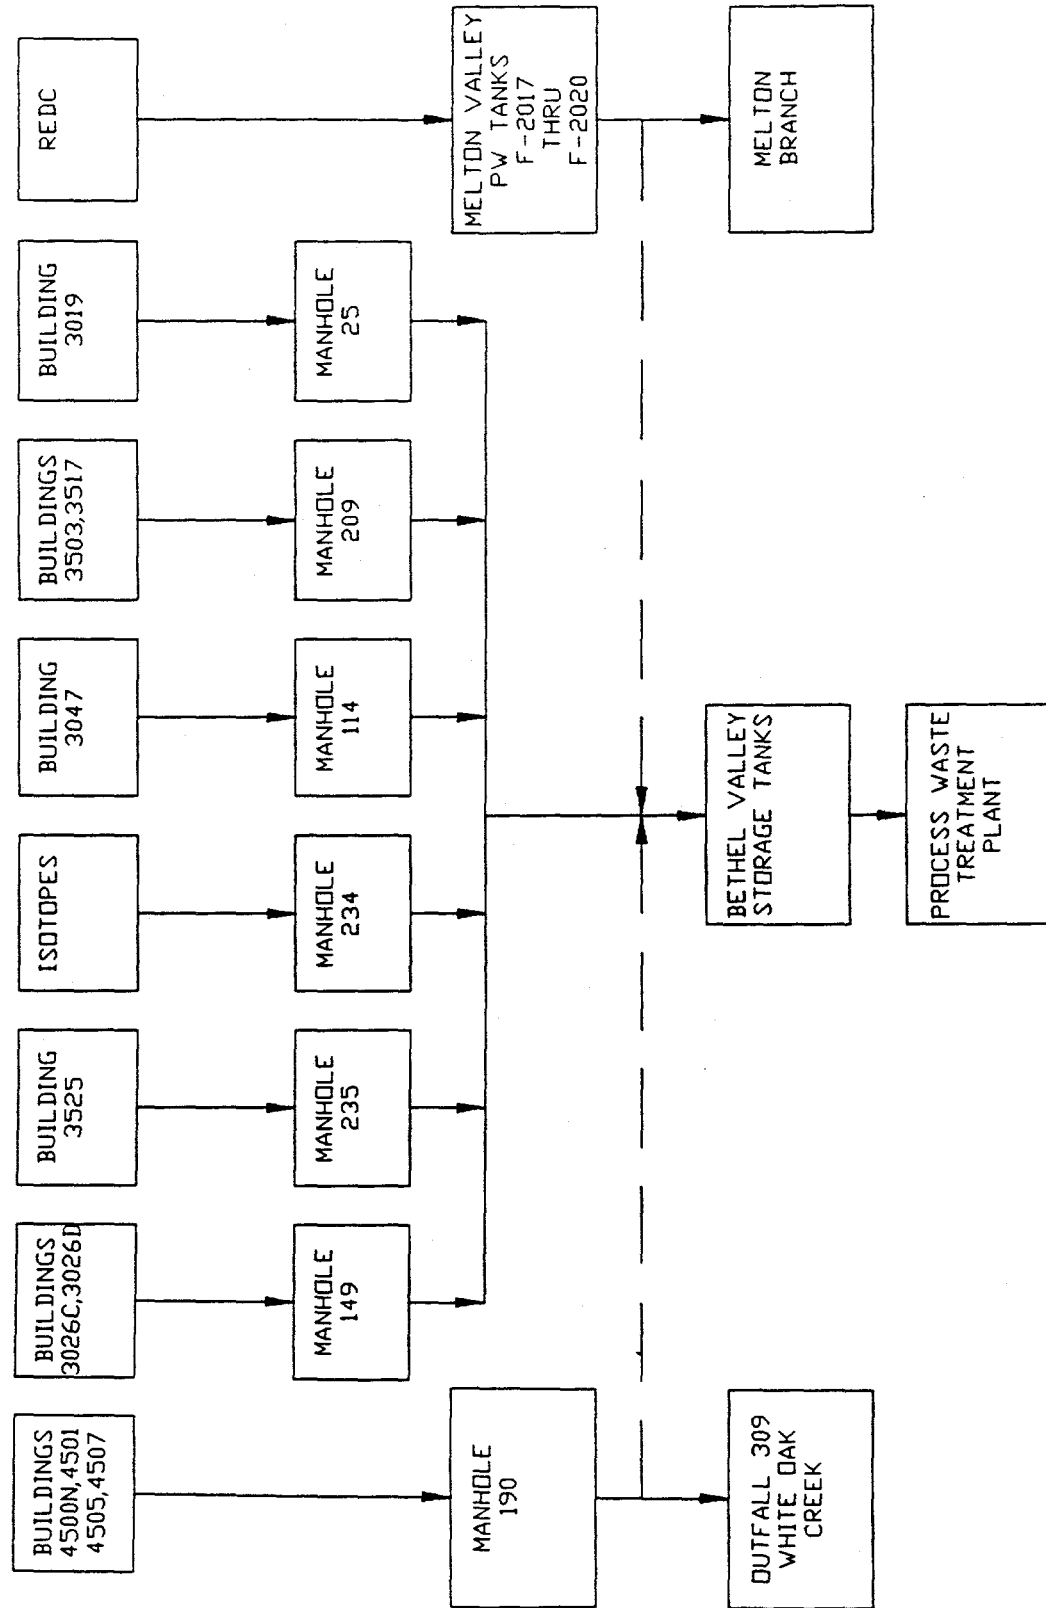 BUILDINGS
4500N,4501
4505,4507
BUILDINGS
3026C,3026D
BUILDING
3525
ISOTOPES
BUILDING
3047
BUILDINGS
3503,3517
BUILDING
3019
REDC
MANHOLE
149
MANHOLE
235
MANHOLE
234
MANHOLE
114
MANHOLE
209
MANHOLE
25
MANHOLE
190
MELTON VALLEY
PW TANKS
F-2017
THRU
F-2020
OUTFALL 309
WHITE OAK
CREEK
BETHEL VALLEY
STORAGE TANKS
MELTON
BRANCH
PROCESS WASTE
TREATMENT
PLANT